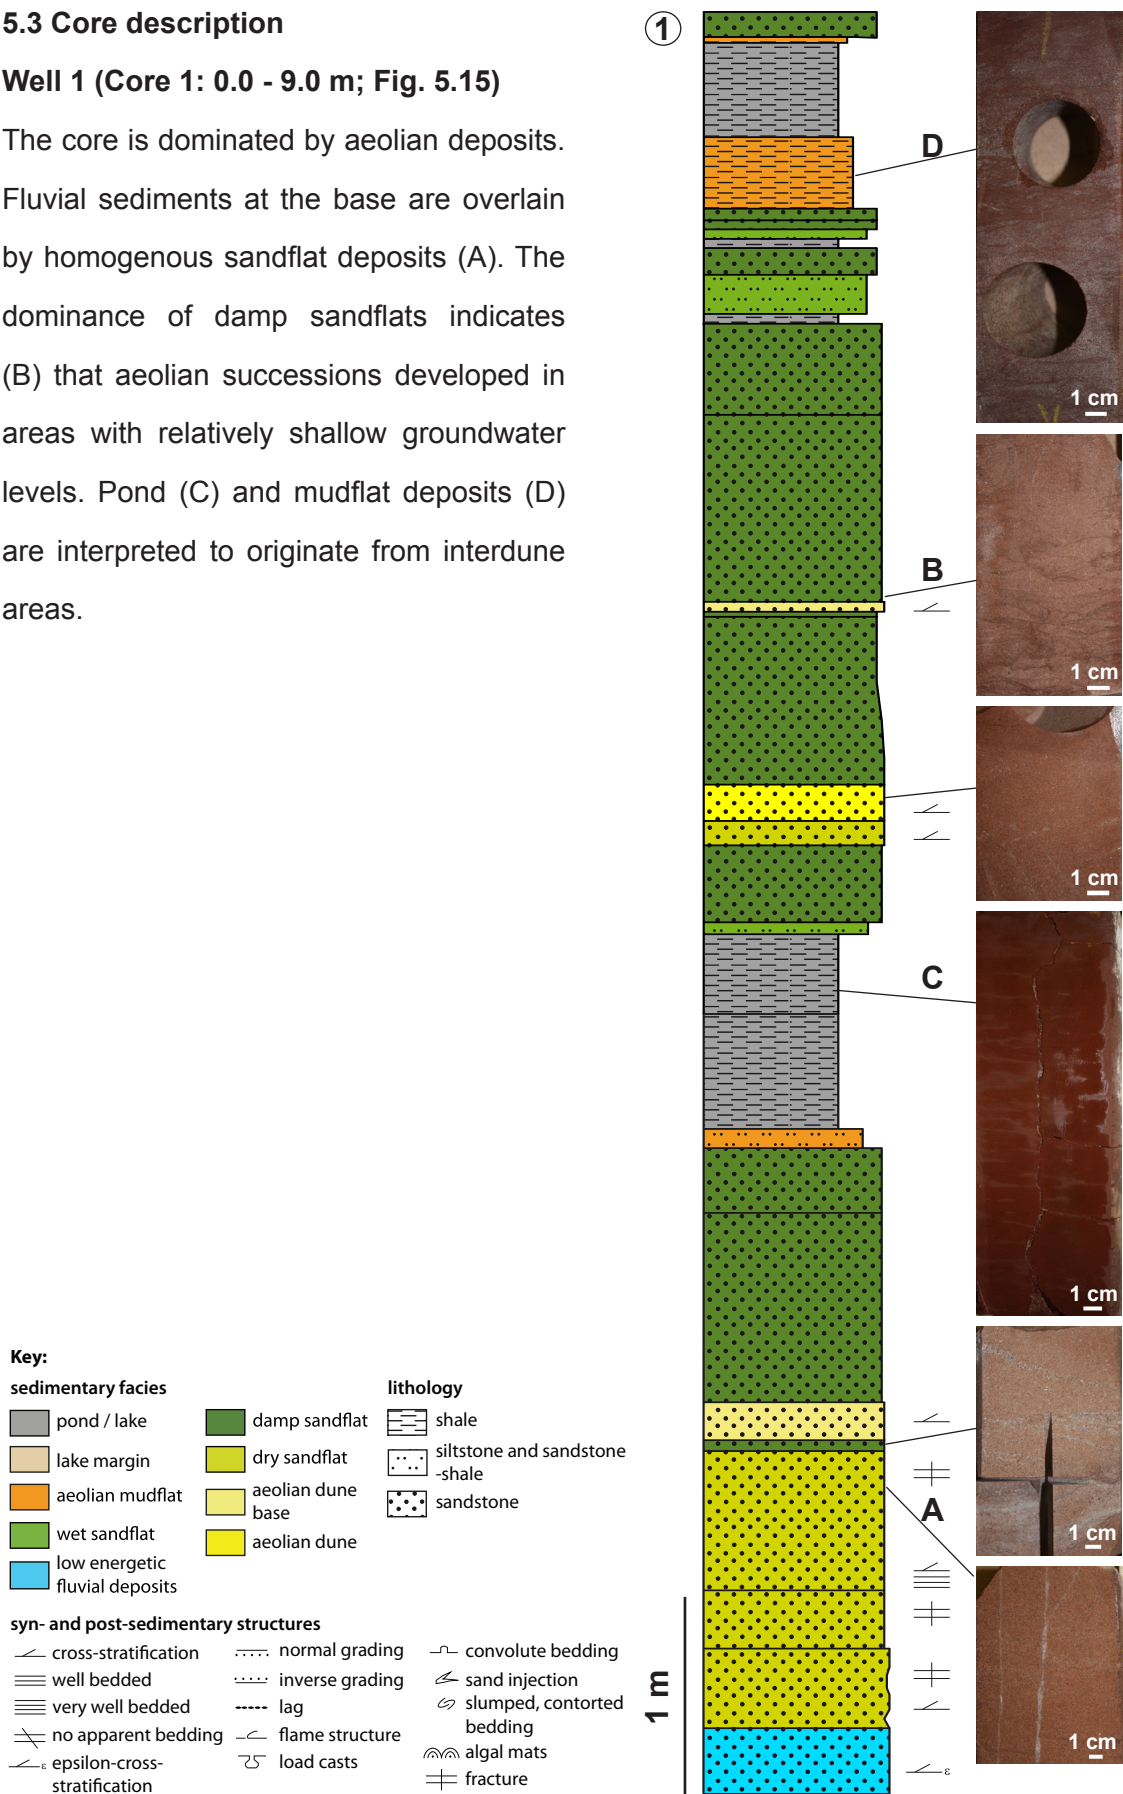 5.3 Core description
Well 1 (Core 1: 0.0 - 9.0 m; Fig. 5.15)
The core is dominated by aeolian deposits.
Fluvial sediments at the base are overlain
by homogenous sandflat deposits (A). The
dominance of damp sandflats indicates
(B) that aeolian successions developed in
areas with relatively shallow groundwater
levels. Pond (C) and mudflat deposits (D)
are interpreted to originate from interdune
areas.
1
D
1 cm
B
1 cm
1 cm
C
1 cm
1 cm
A
1 cm
1 m
Key:
sedimentary facies
pond / lake
lake margin
aeolian mudflat
wet sandflat
low energetic
fluvial deposits
damp sandflat
dry sandflat
aeolian dune
base
aeolian dune
lithology
shale
siltstone and sandstone
-shale
sandstone
syn- and post-sedimentary structures
cross-stratification
well bedded
very well bedded
no apparent bedding
ε epsilon-cross-
stratification
normal grading
inverse grading
lag
flame structure
load casts
convolute bedding
sand injection
slumped, contorted
bedding
algal mats
fracture
ε